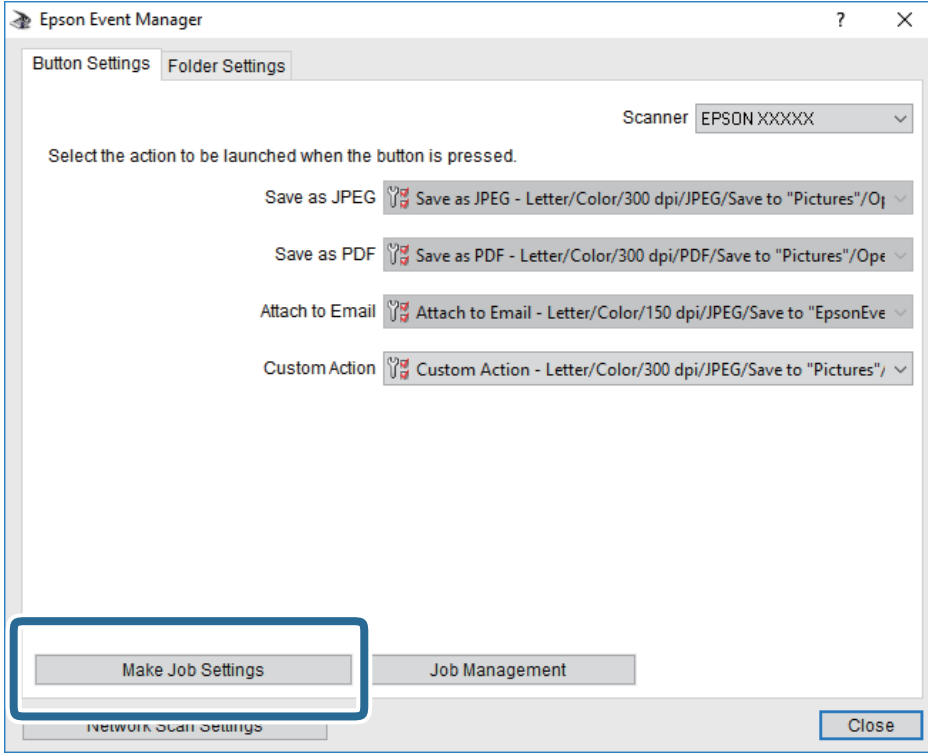 Epson Event Manager
Button Settings Folder Settings
Scanner EPSON XXXXX
Select the action to be launched when the button is pressed.
Save as JPEG Save as JPEG - Letter/Color/300 dpi/JPEG/Save to "Pictures"/Op
Save as PDF Save as PDF - Letter/Color/300 dpi/PDF/Save to "Pictures"/Ope
Attach to Email Attach to Email - Letter/Color/150 dpi/JPEG/Save to "EpsonEve
Custom Action Custom Action - Letter/Color/300 dpi/JPEG/Save to "Pictures"/
Make Job Settings Job Management
Network Scan Settings Close